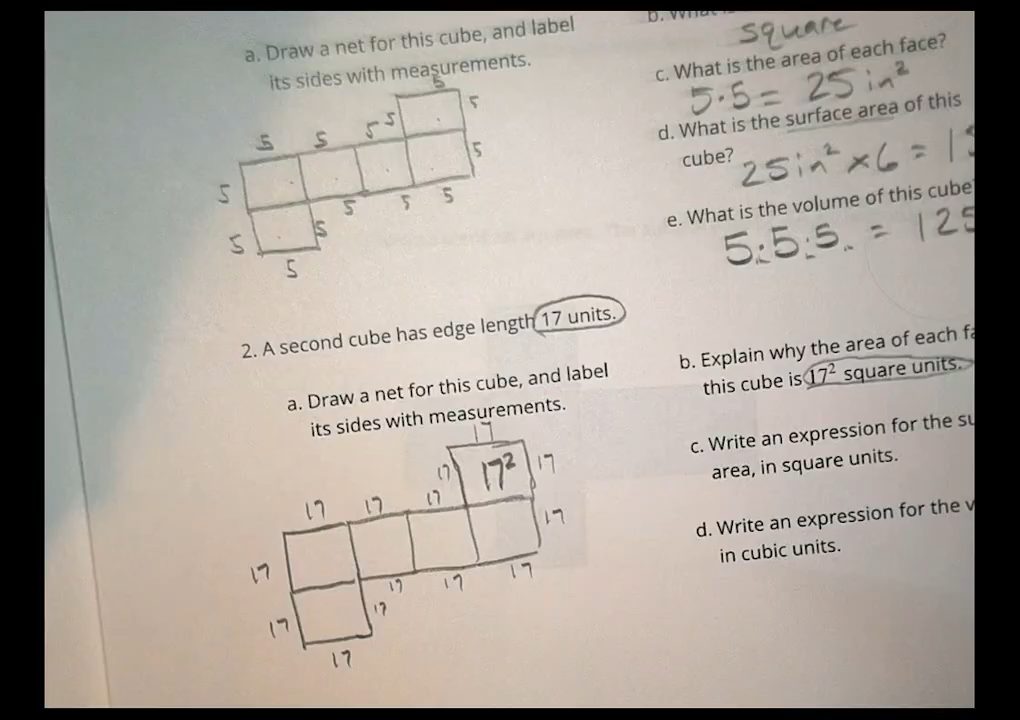 a. Draw a net for this cube, and label
its sides with measurements.
5
5
5
5
5
5
5
5
5
5
5
5
5
5
square
c. What is the area of each face?
5·5= 25 in²
d. What is the surface area of this
cube?
25in² x 6 =
e. What is the volume of this cube
5·5·5 = 125
2. A second cube has edge length 17 units.
a. Draw a net for this cube, and label
its sides with measurements.
17
17
17²
17
17
17
17
17
17
17
17
17
17
17
17
b. Explain why the area of each
this cube is 17² square units.
c. Write an expression for the
area, in square units.
d. Write an expression for the
in cubic units.